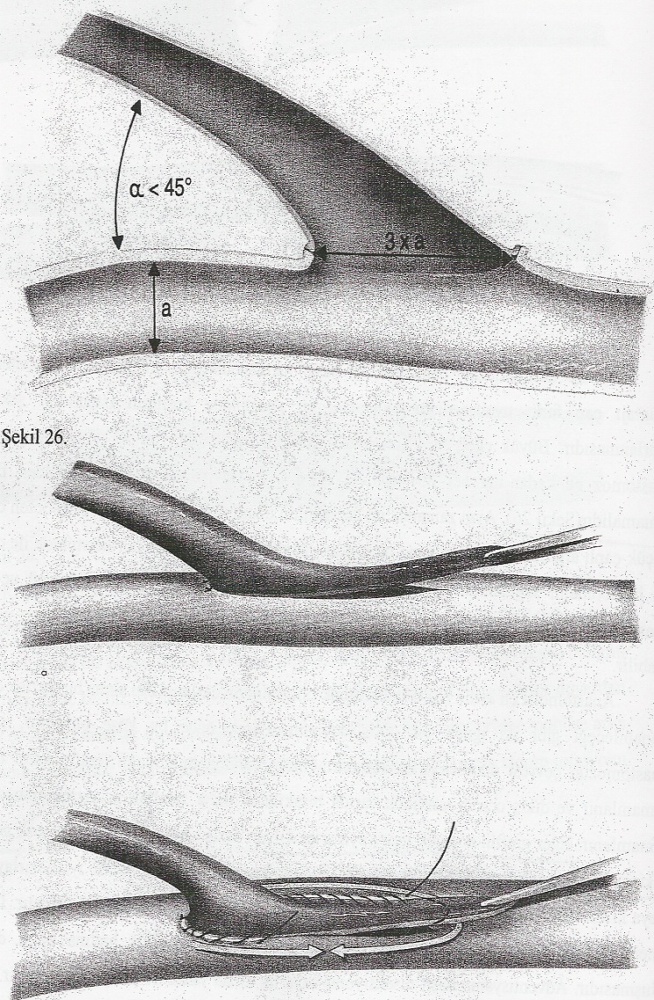 α < 45°
3 x a
a
Şekil 26.